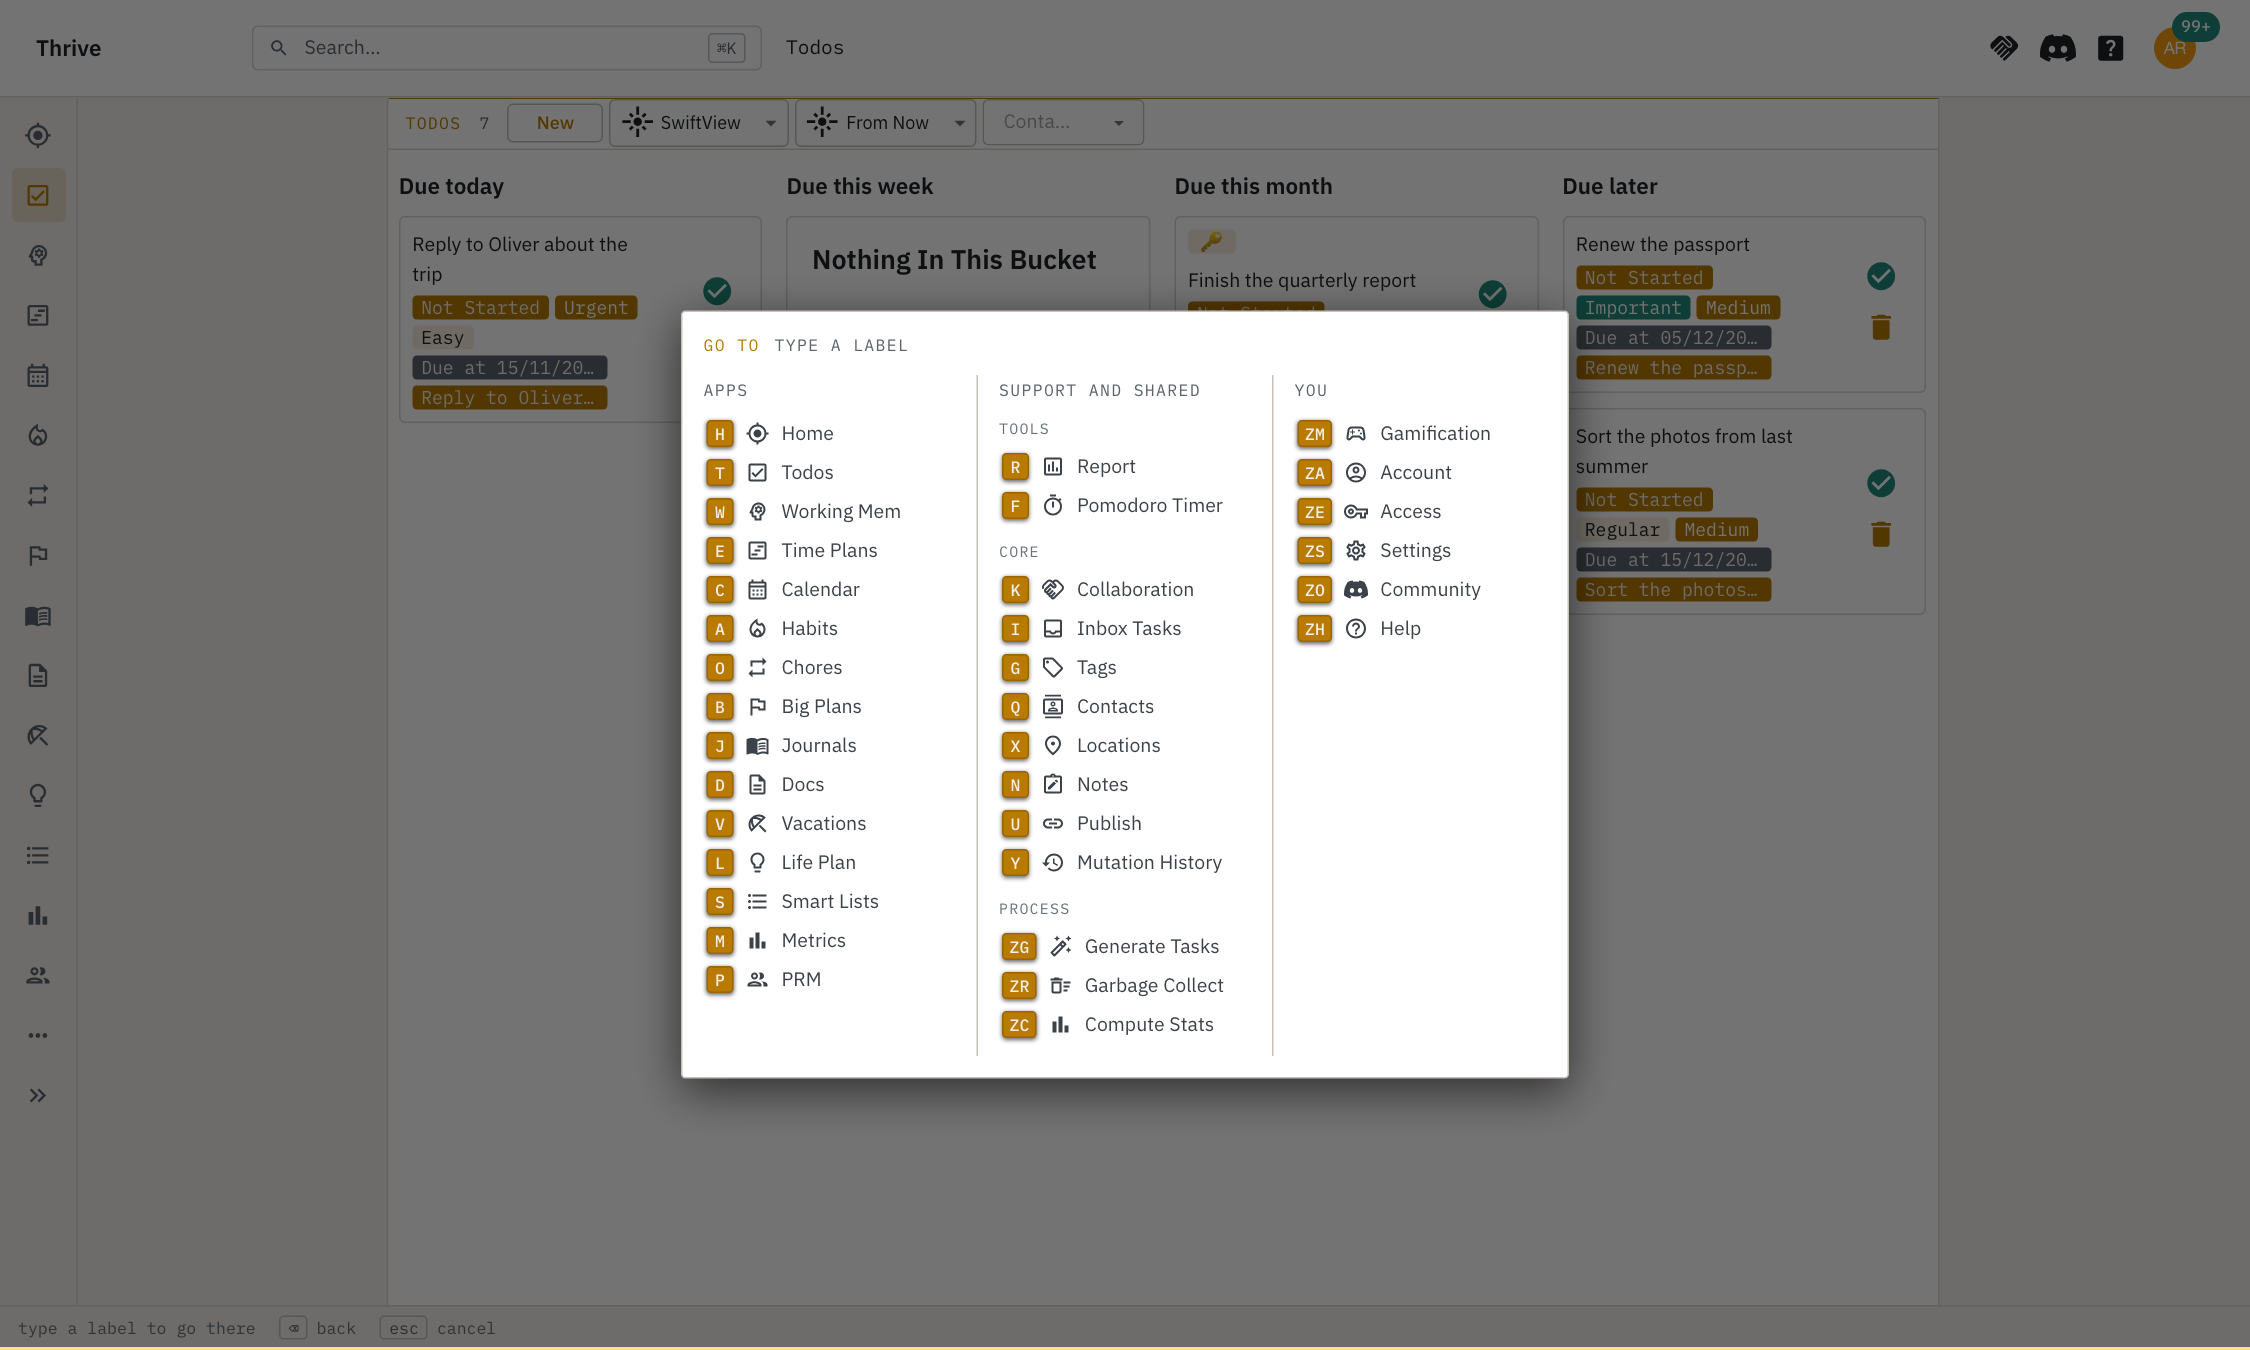 Thrive
Search...
⌘K
Todos
99+
AR
TODOS 7
New
SwiftView
From Now
Conta...
Due today
Due this week
Due this month
Due later
Reply to Oliver about the
trip
Not Started Urgent
Easy
Due at 15/11/20…
Reply to Oliver…
Nothing In This Bucket
Finish the quarterly report
Not Started
Renew the passport
Not Started
Important Medium
Due at 05/12/20…
Renew the passp…
Sort the photos from last
summer
Not Started
Regular Medium
Due at 15/12/20…
Sort the photos…
GO TO TYPE A LABEL
APPS
H Home
T Todos
W Working Mem
E Time Plans
C Calendar
A Habits
O Chores
B Big Plans
J Journals
D Docs
V Vacations
L Life Plan
S Smart Lists
M Metrics
P PRM
SUPPORT AND SHARED
TOOLS
R Report
F Pomodoro Timer
CORE
K Collaboration
I Inbox Tasks
G Tags
Q Contacts
X Locations
N Notes
U Publish
Y Mutation History
PROCESS
ZG Generate Tasks
ZR Garbage Collect
ZC Compute Stats
YOU
ZM Gamification
ZA Account
ZE Access
ZS Settings
ZO Community
ZH Help
type a label to go there ⌫ back esc cancel